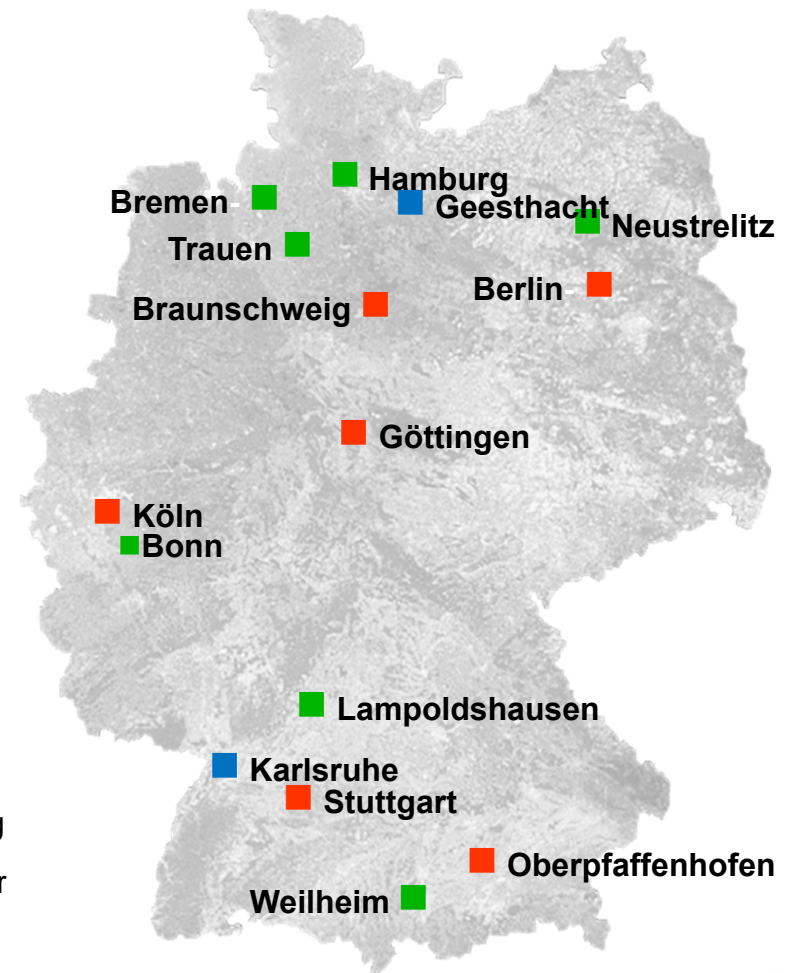 Hamburg
Bremen
Geesthacht
Neustrelitz
Trauen
Berlin
Braunschweig
Göttingen
Köln
Bonn
Lampoldshausen
Karlsruhe
Stuttgart
g
Oberpfaffenhofen
r
Weilheim